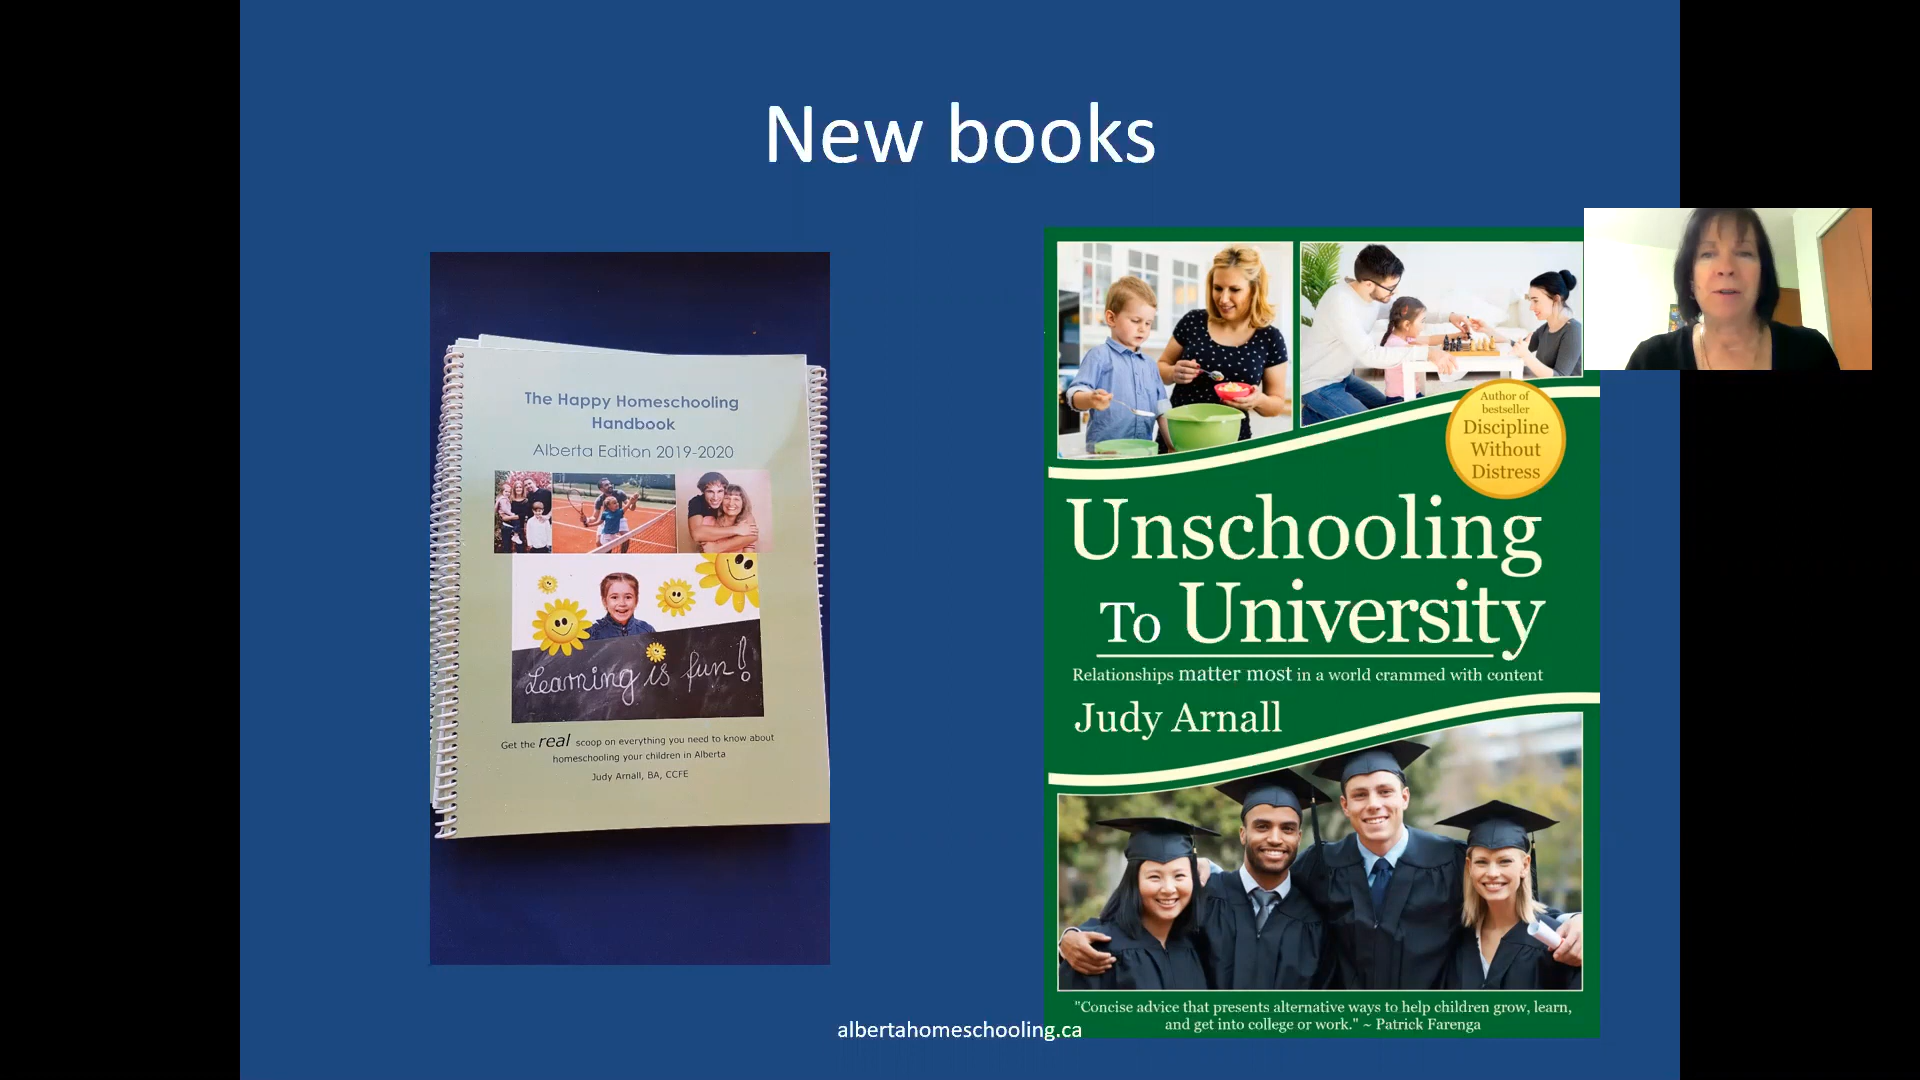 New books
The Happy Homeschooling
Handbook
Alberta Edition 2019-2020
Learning is fun!
Get the real scoop on everything you need to know about
homeschooling your children in Alberta
Judy Arnall, BA, CCFE
Author of
bestseller
Discipline
Without
Distress
Unschooling
To University
Relationships matter most in a world crammed with content
Judy Arnall
"Concise advice that presents alternative ways to help children grow, learn,
and get into college or work." ~ Patrick Farenga
albertahomeschooling.ca